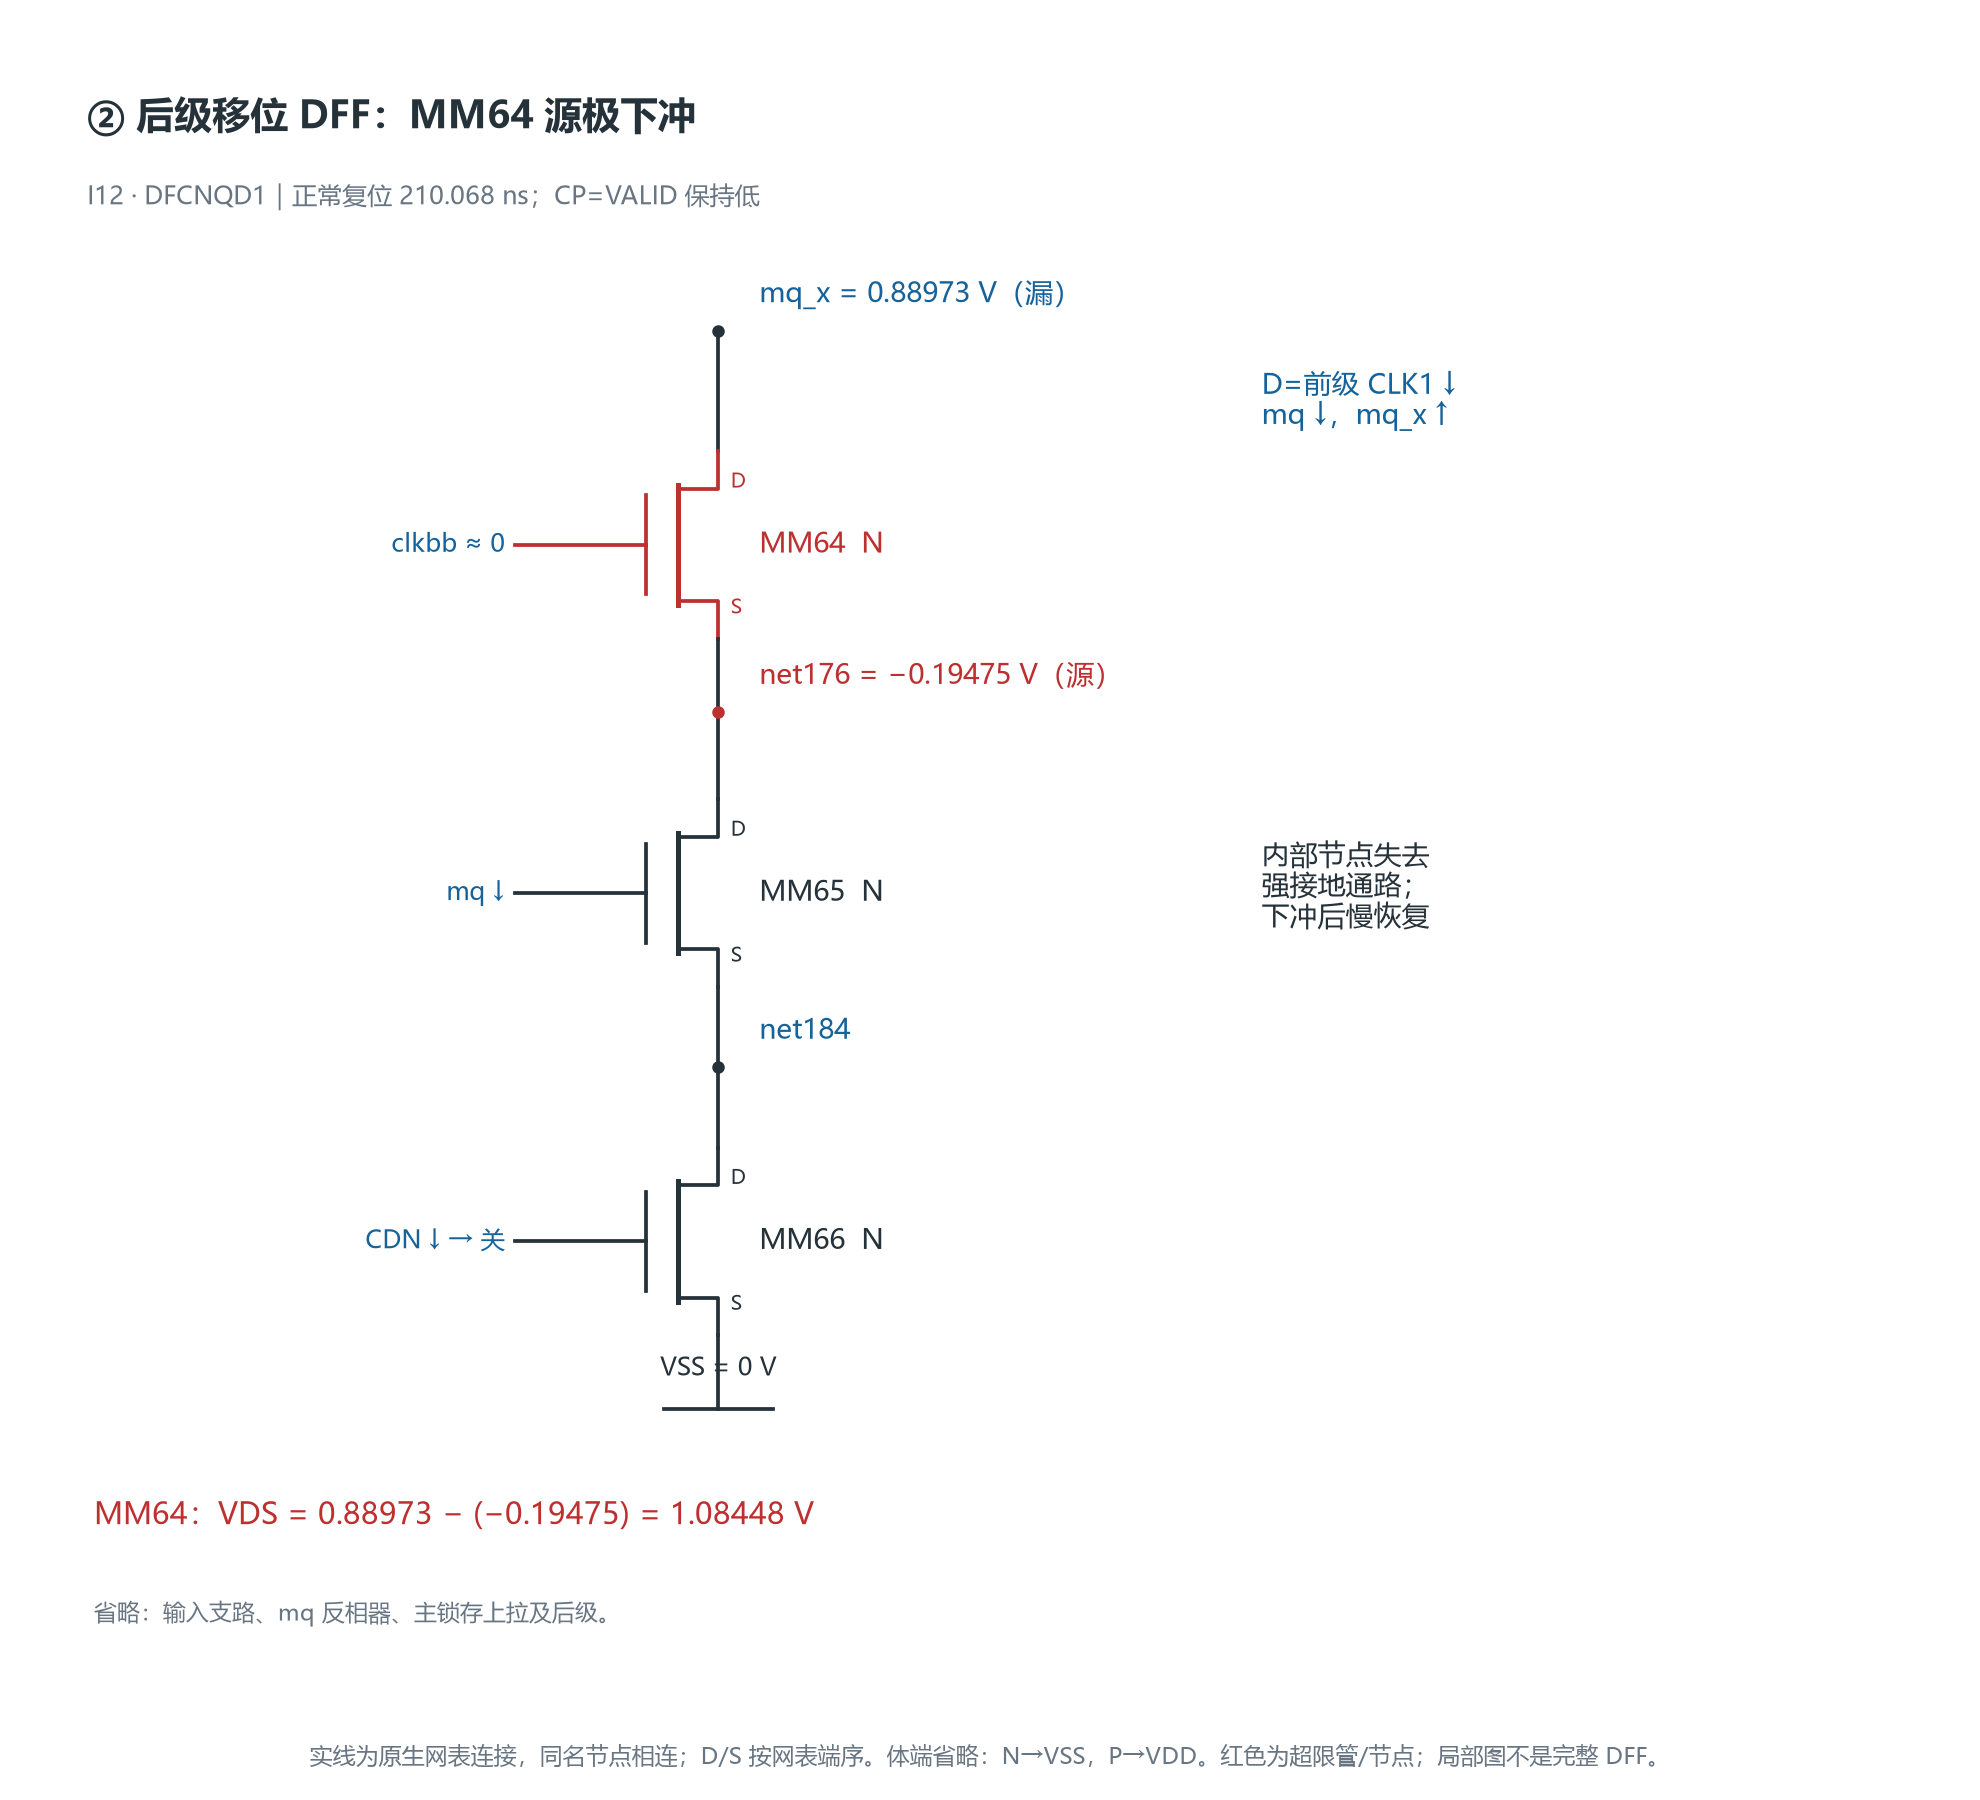 ② 后级移位 DFF：MM64 源极下冲
I12 · DFCNQD1 | 正常复位 210.068 ns；CP=VALID 保持低
mq_x = 0.88973 V（漏）
D=前级 CLK1↓
mq↓，mq_x↑
D
clkbb ≈ 0
MM64 N
S
net176 = −0.19475 V（源）
D
内部节点失去
强接地通路；
下冲后慢恢复
mq↓
MM65 N
S
net184
D
CDN↓→关
MM66 N
S
VSS = 0 V
MM64：VDS = 0.88973 − (−0.19475) = 1.08448 V
省略：输入支路、mq 反相器、主锁存上拉及后级。
实线为原生网表连接，同名节点相连；D/S 按网表端序。体端省略：N→VSS，P→VDD。红色为超限管/节点；局部图不是完整 DFF。